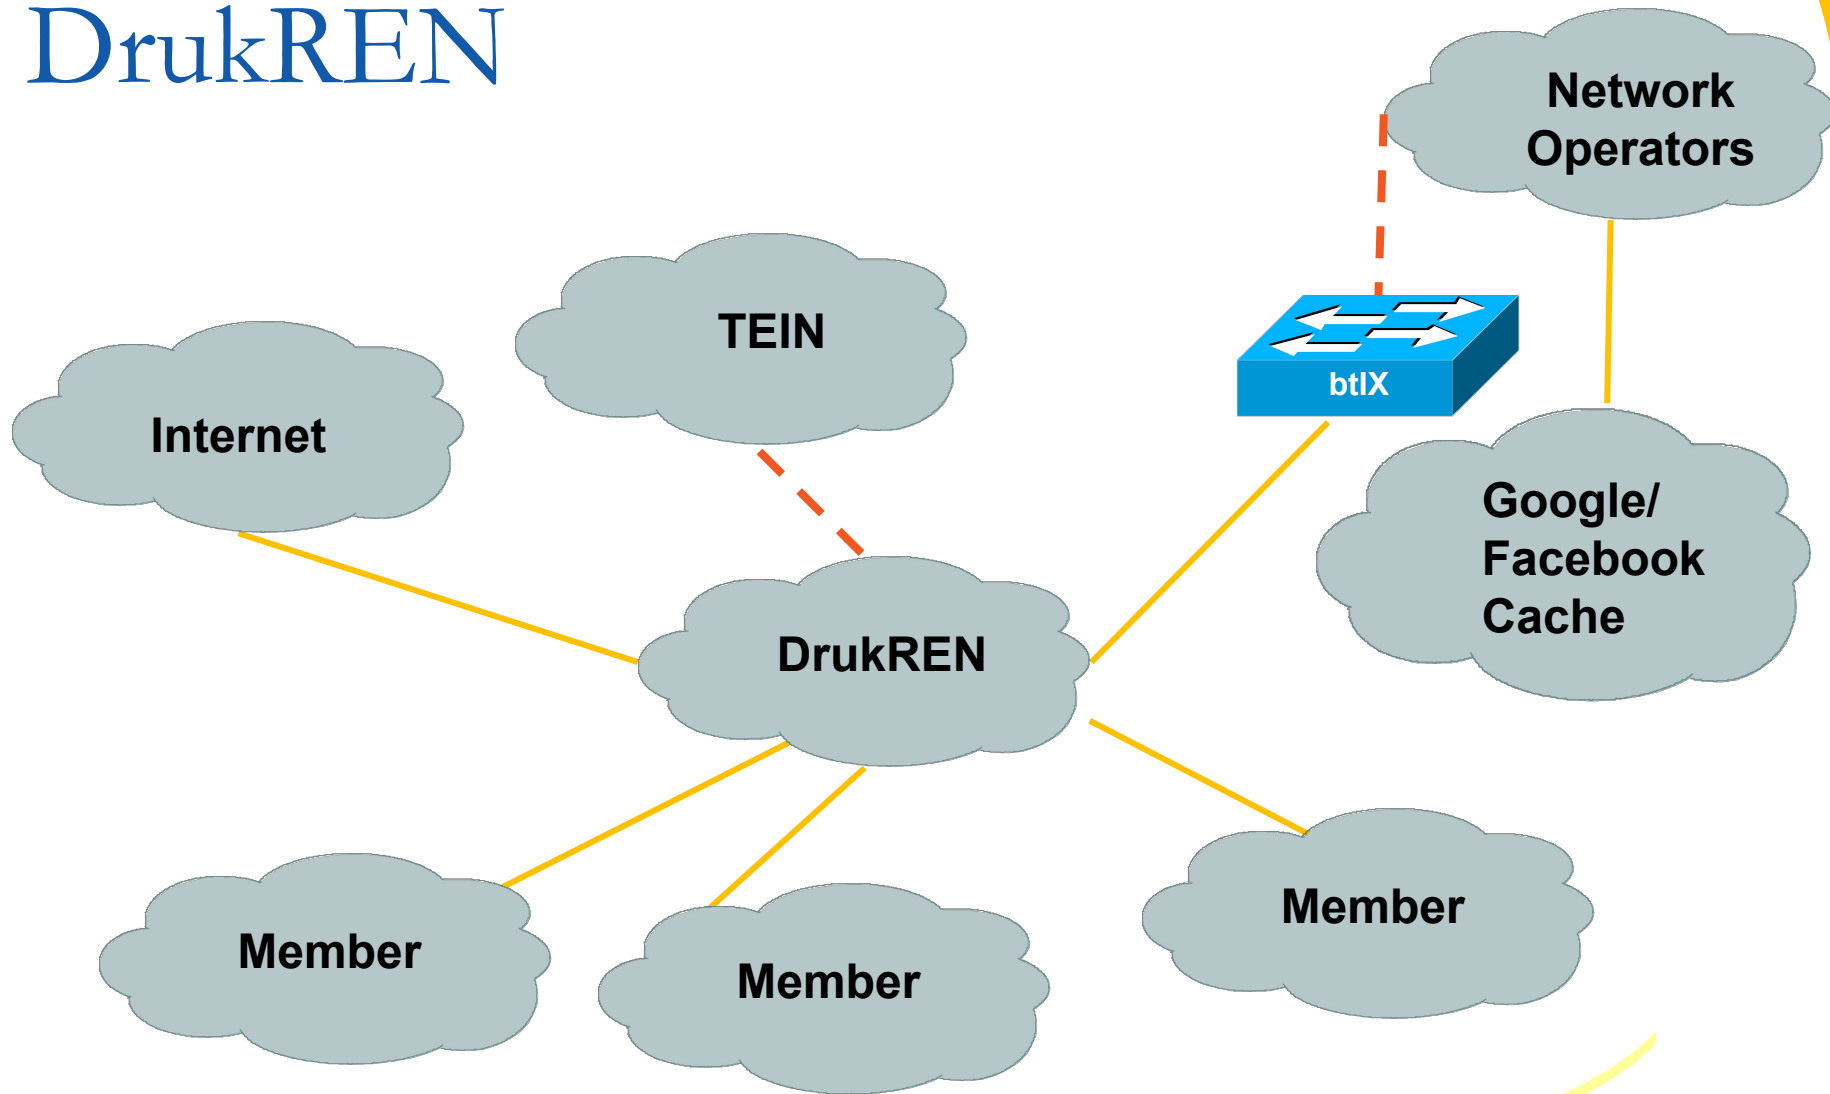 DrukREN
Network
Operators
TEIN
btIX
Internet
Google/
Facebook
Cache
DrukREN
Member
Member
Member